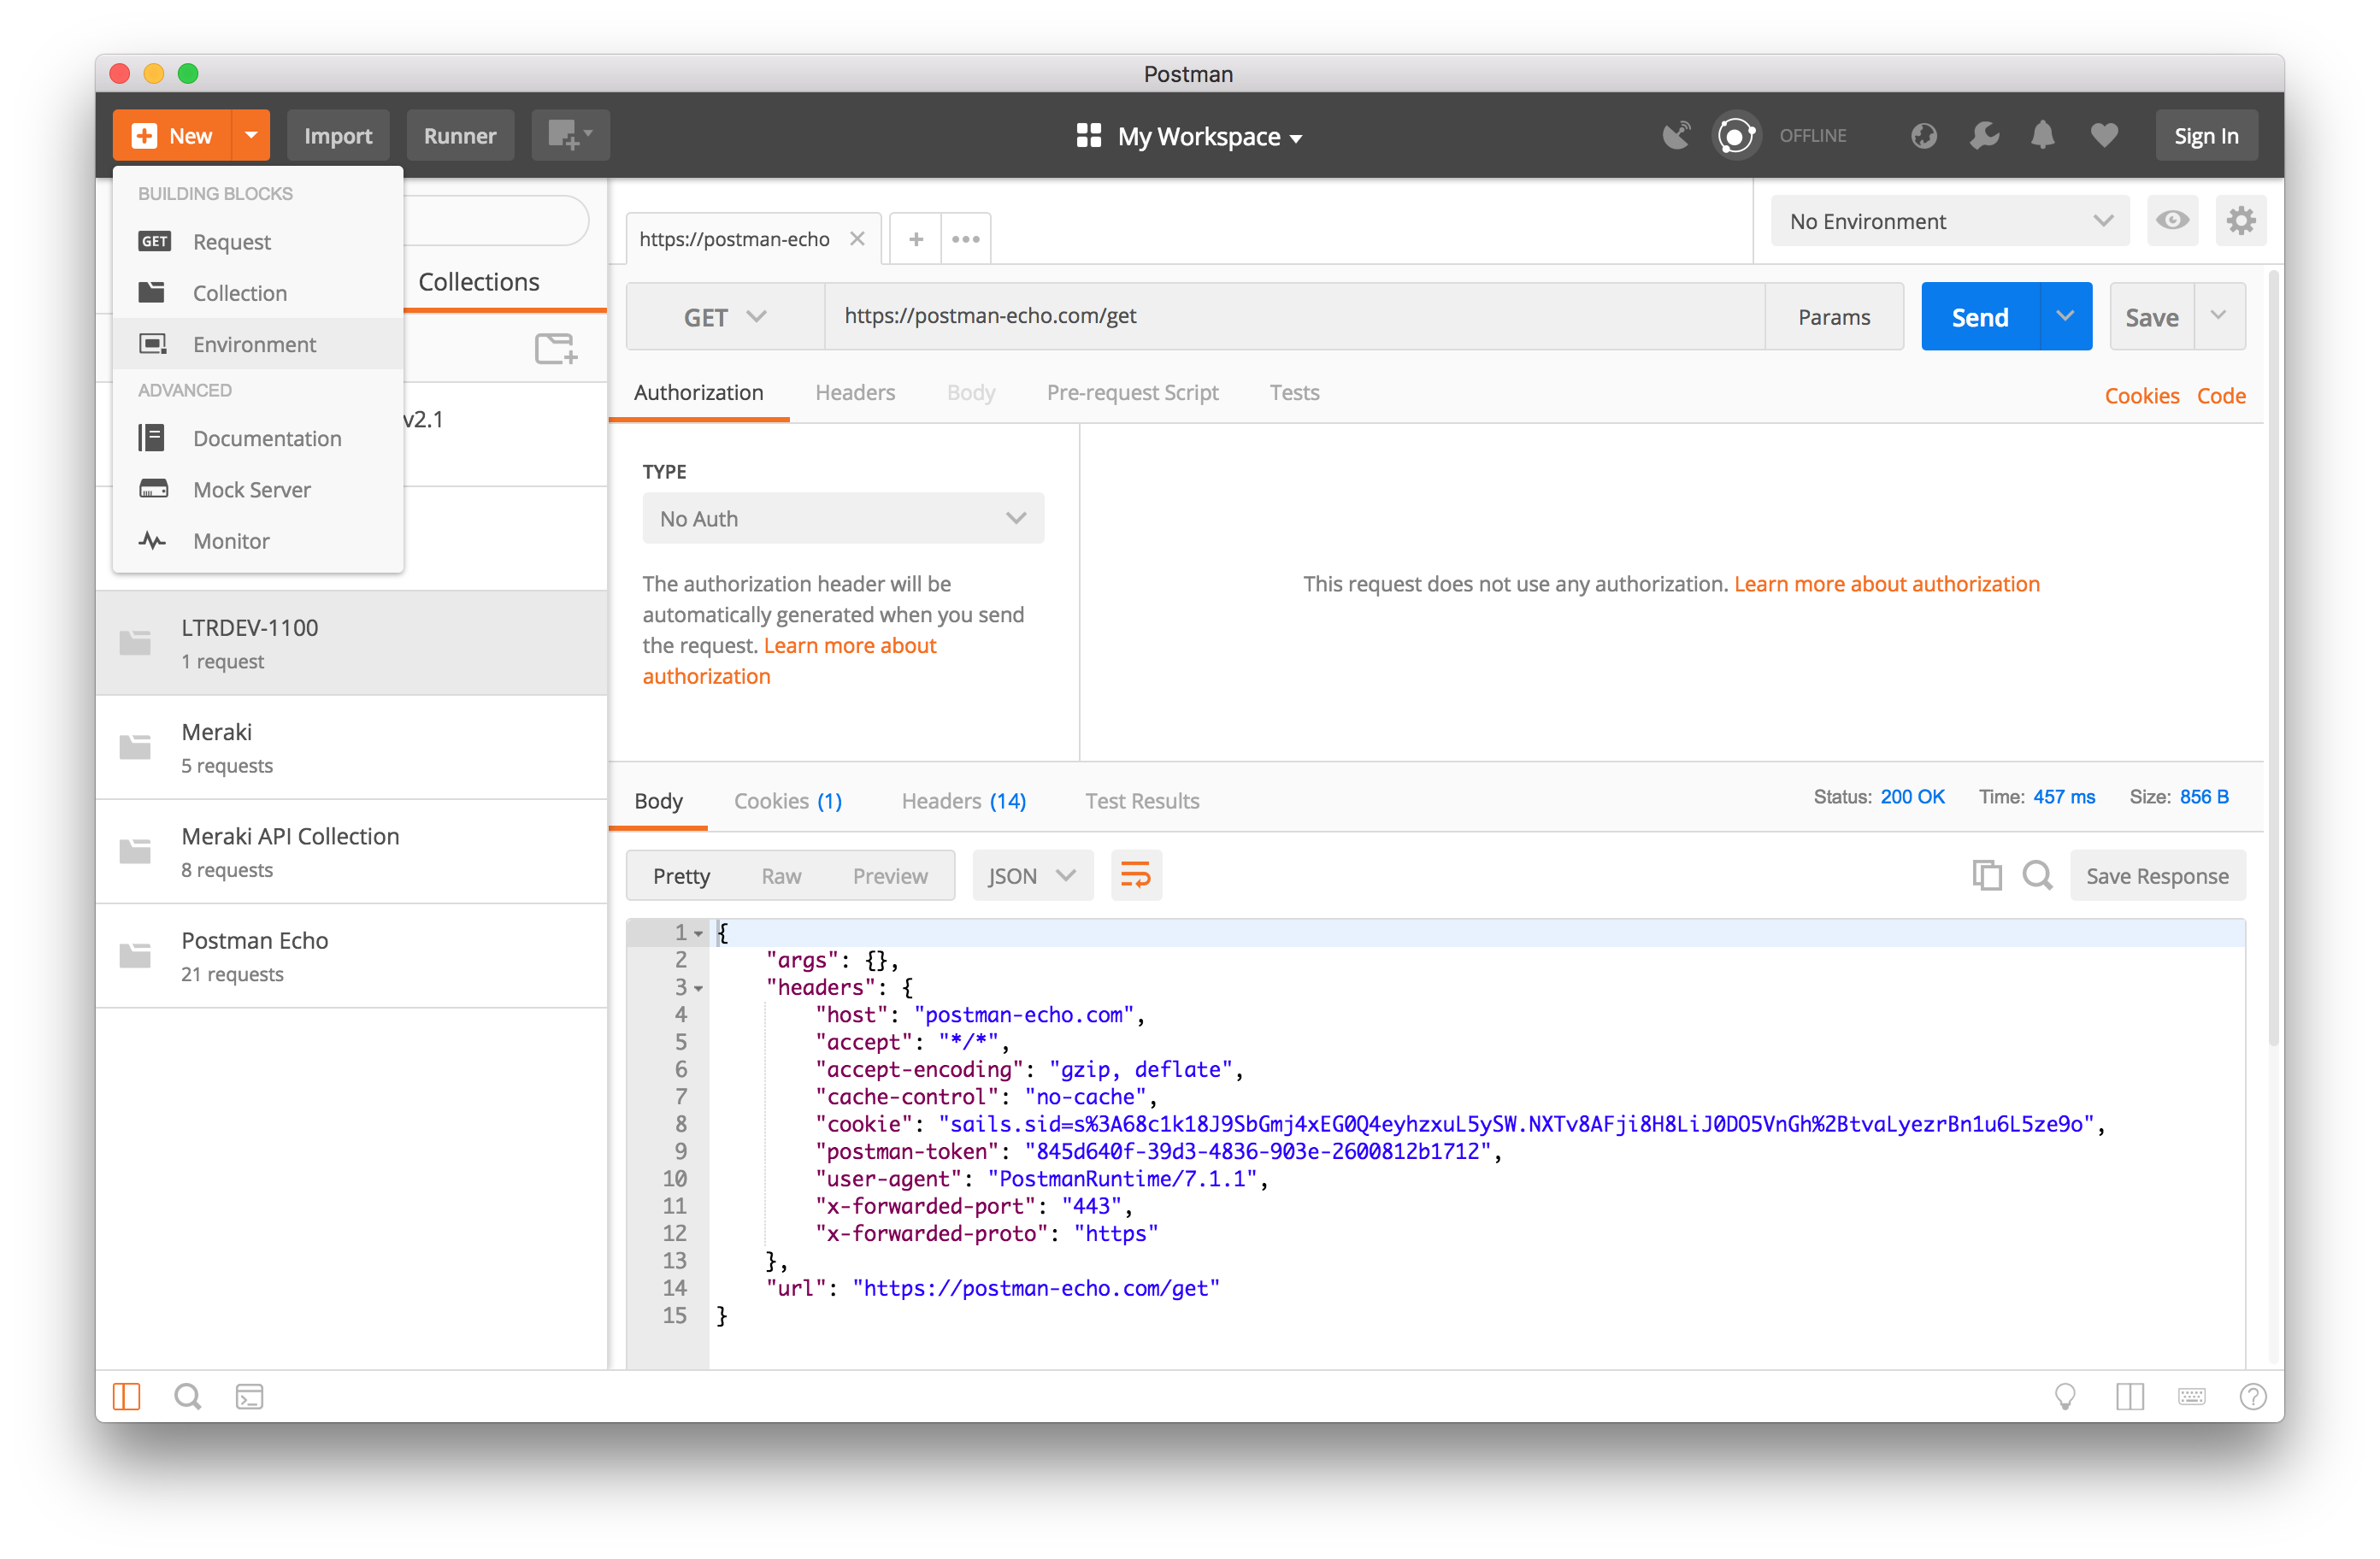 Postman
New
Import
Runner
My Workspace
OFFLINE
Sign In
BUILDING BLOCKS
GET Request
Collection
Environment
ADVANCED
Documentation
Mock Server
Monitor
Collections
v2.1
LTRDEV-1100
1 request
Meraki
5 requests
Meraki API Collection
8 requests
Postman Echo
21 requests
https://postman-echo
No Environment
GET
https://postman-echo.com/get
Params
Send
Save
Authorization
Headers
Body
Pre-request Script
Tests
Cookies
Code
TYPE
No Auth
The authorization header will be
automatically generated when you send
the request. Learn more about
authorization
This request does not use any authorization. Learn more about authorization
Body
Cookies (1)
Headers (14)
Test Results
Status: 200 OK
Time: 457 ms
Size: 856 B
Pretty
Raw
Preview
JSON
Save Response
1 {
2 "args": {},
3 "headers": {
4 "host": "postman-echo.com",
5 "accept": "*/*",
6 "accept-encoding": "gzip, deflate",
7 "cache-control": "no-cache",
8 "cookie": "sails.sid=s%3A68c1k18J9SbGmj4xEG0Q4eyhzxuL5ySW.NXTv8AFji8H8LiJ0DO5VnGh%2BtvaLyezrBn1u6L5ze9o",
9 "postman-token": "845d640f-39d3-4836-903e-2600812b1712",
10 "user-agent": "PostmanRuntime/7.1.1",
11 "x-forwarded-port": "443",
12 "x-forwarded-proto": "https"
13 },
14 "url": "https://postman-echo.com/get"
15 }